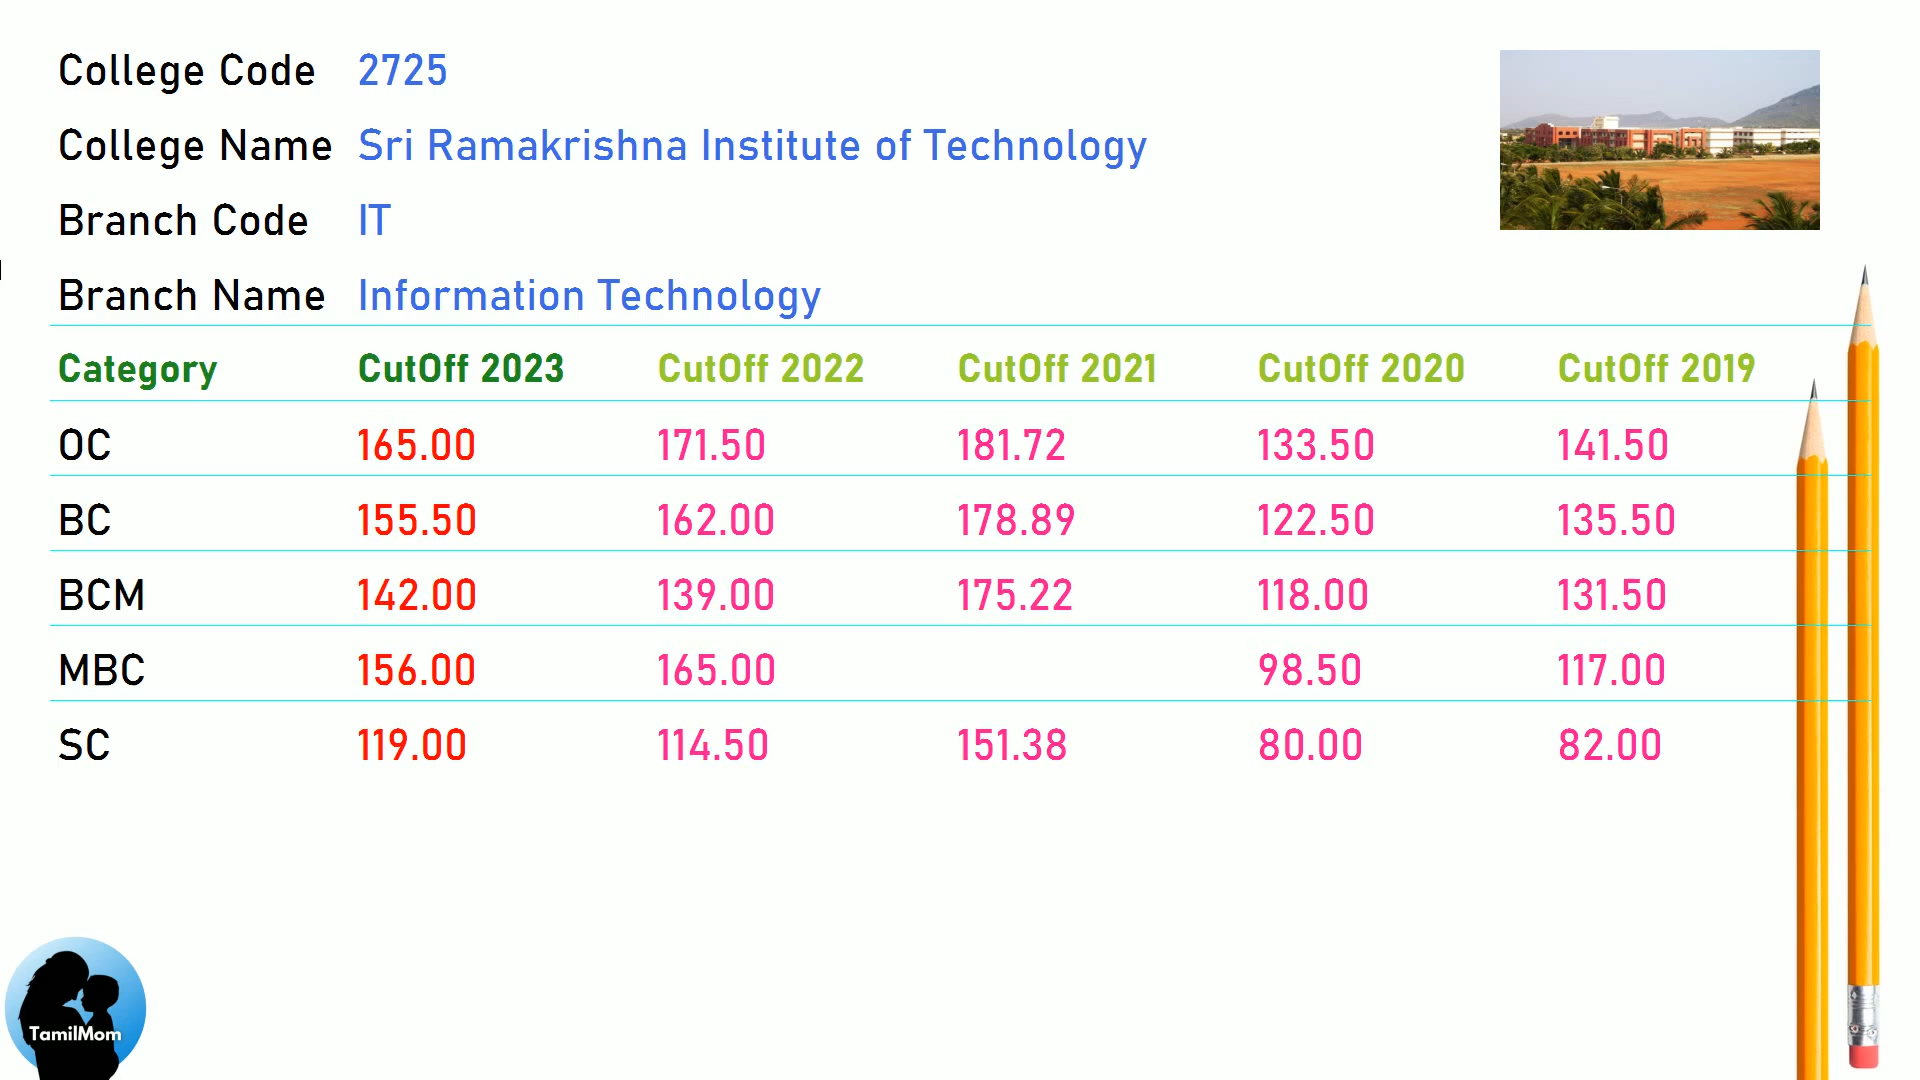 College Code 2725
College Name Sri Ramakrishna Institute of Technology
Branch Code IT
Branch Name Information Technology
Category CutOff 2023 CutOff 2022 CutOff 2021 CutOff 2020 CutOff 2019
OC 165.00 171.50 181.72 133.50 141.50
BC 155.50 162.00 178.89 122.50 135.50
BCM 142.00 139.00 175.22 118.00 131.50
MBC 156.00 165.00 98.50 117.00
SC 119.00 114.50 151.38 80.00 82.00
TamilMom